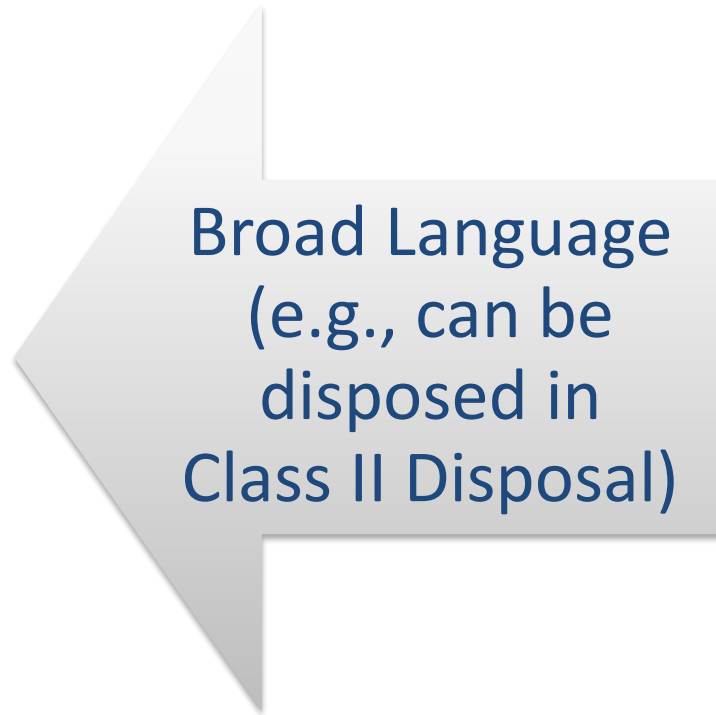 Broad Language
(e.g., can be
disposed in
Class II Disposal)